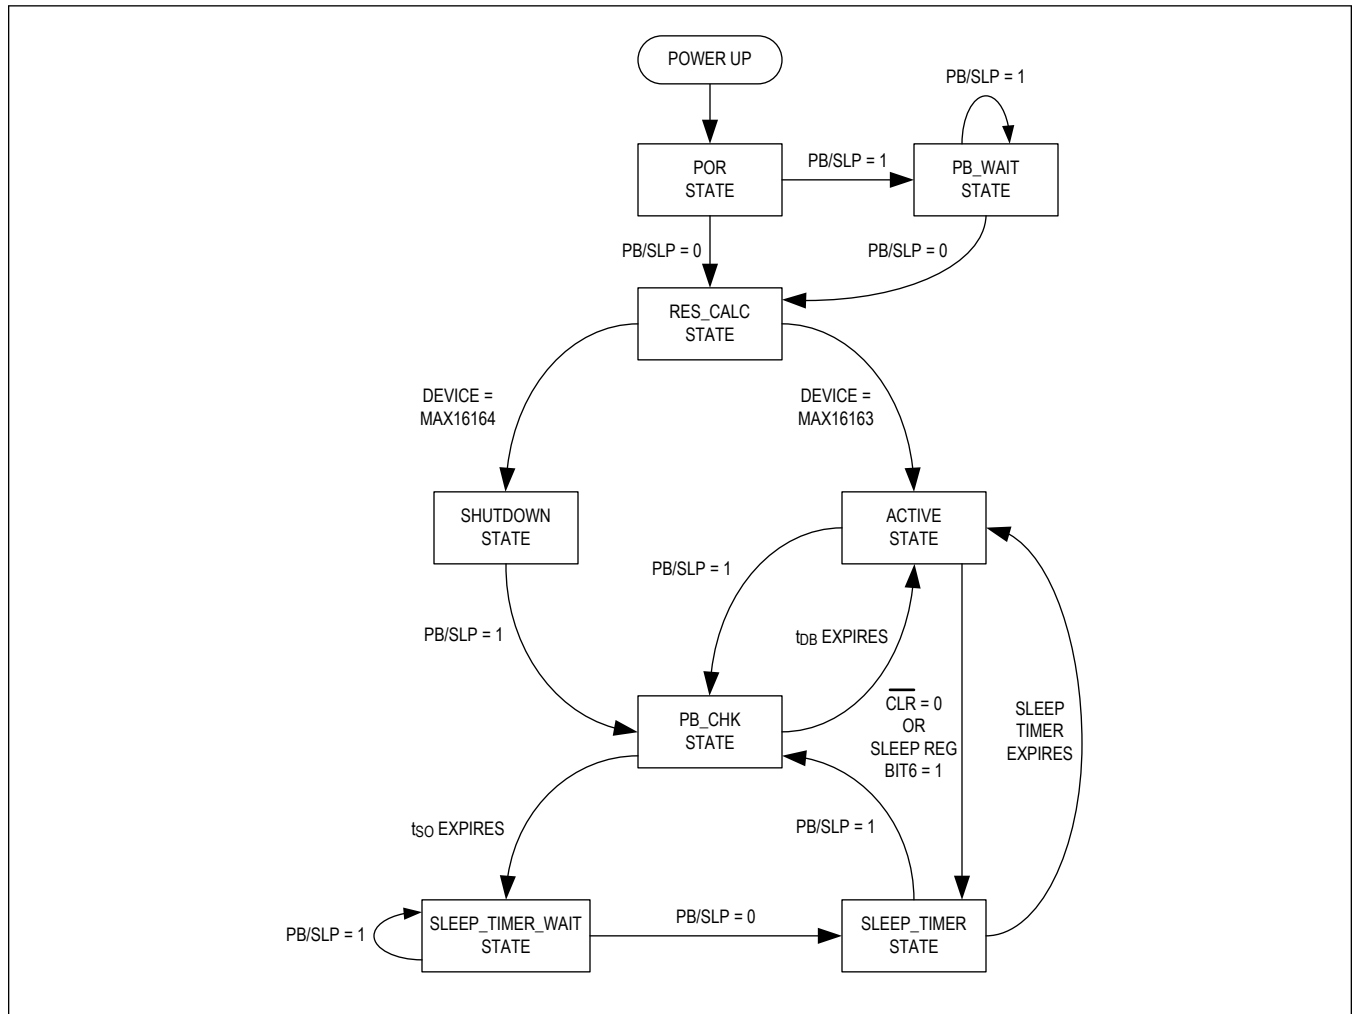 POWER UP
PB/SLP = 1
POR
STATE
PB/SLP = 1
PB_WAIT
STATE
PB/SLP = 0
PB/SLP = 0
RES_CALC
STATE
DEVICE =
MAX16164
DEVICE =
MAX16163
SHUTDOWN
STATE
ACTIVE
STATE
PB/SLP = 1
PB/SLP = 1
tDB EXPIRES
PB_CHK
STATE
C̅L̅R̅ = 0
OR
SLEEP REG
BIT6 = 1
SLEEP
TIMER
EXPIRES
tSO EXPIRES
PB/SLP = 1
PB/SLP = 1
SLEEP_TIMER_WAIT
STATE
PB/SLP = 0
SLEEP_TIMER
STATE